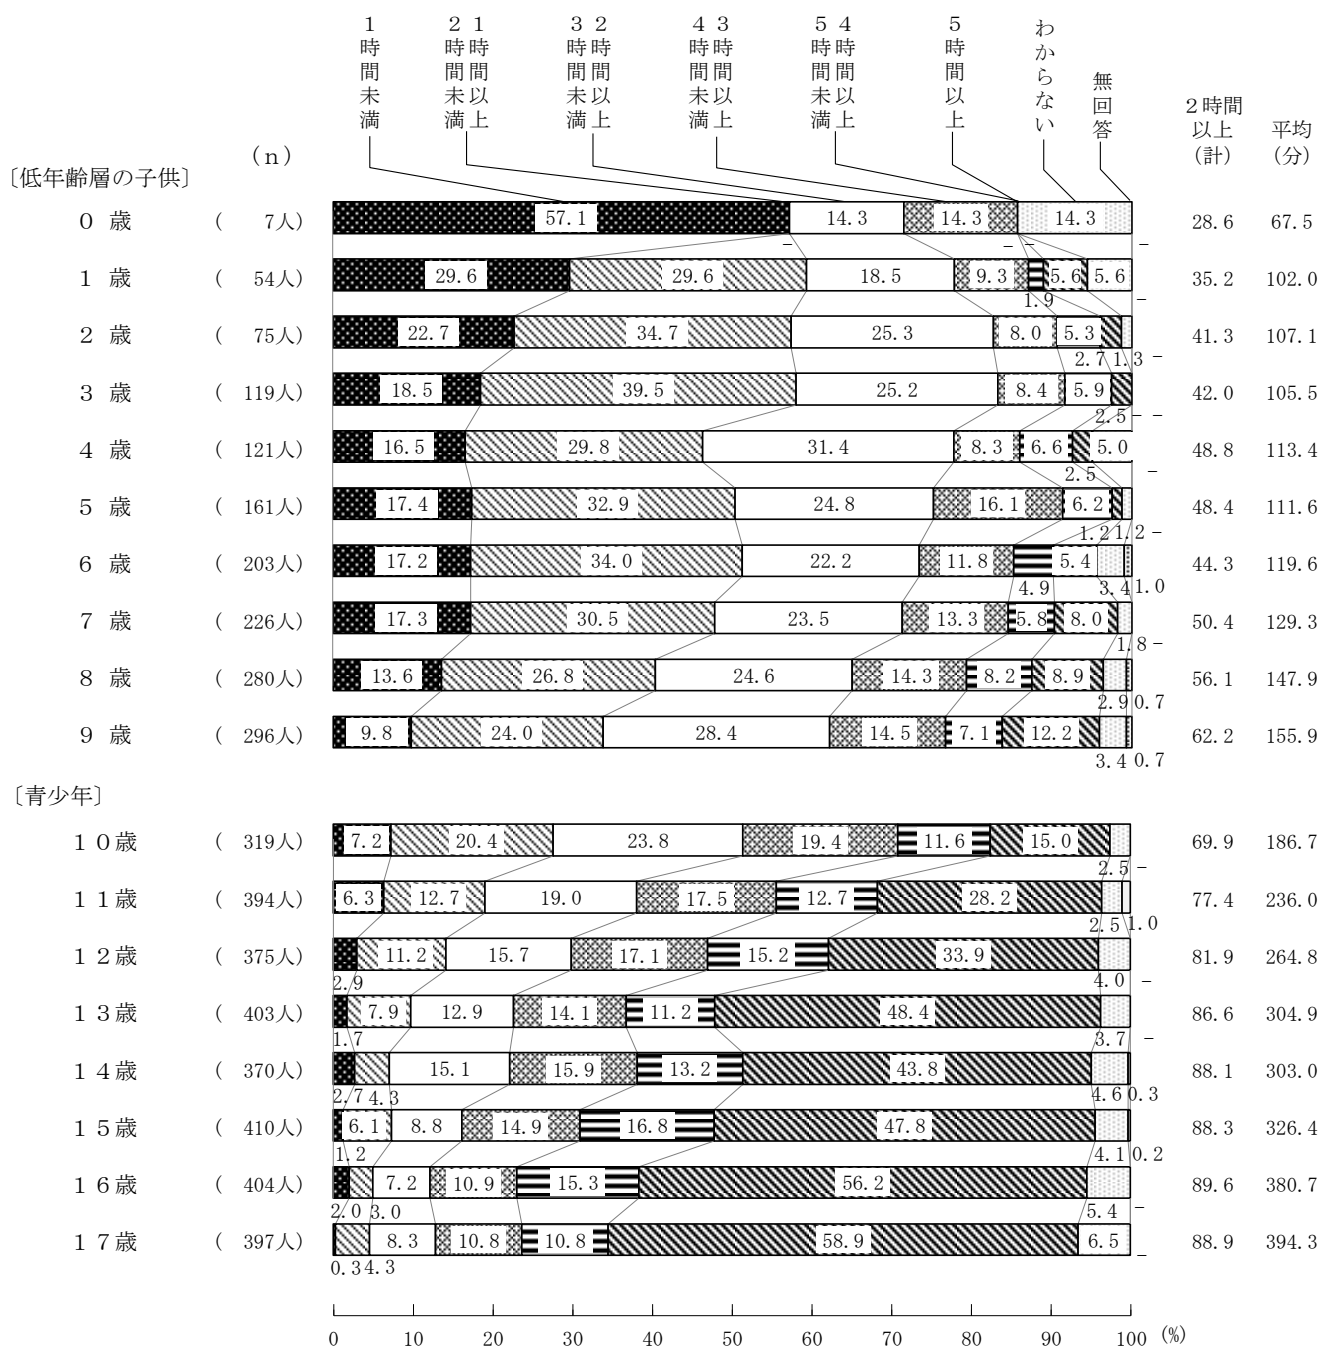 1時間未満
1時間以上2時間未満
2時間以上3時間未満
3時間以上4時間未満
4時間以上5時間未満
5時間以上
わからない
無回答
2時間以上(計)
平均(分)
(n)
〔低年齢層の子供〕
0歳 ( 7人) 57.1 - 14.3 14.3 - - 14.3 - 28.6 67.5
1歳 ( 54人) 29.6 29.6 18.5 9.3 1.9 5.6 5.6 - 35.2 102.0
2歳 ( 75人) 22.7 34.7 25.3 8.0 5.3 2.7 1.3 - 41.3 107.1
3歳 ( 119人) 18.5 39.5 25.2 8.4 5.9 2.5 - - 42.0 105.5
4歳 ( 121人) 16.5 29.8 31.4 8.3 6.6 2.5 5.0 - 48.8 113.4
5歳 ( 161人) 17.4 32.9 24.8 16.1 6.2 1.2 1.2 - 48.4 111.6
6歳 ( 203人) 17.2 34.0 22.2 11.8 4.9 5.4 3.4 1.0 44.3 119.6
7歳 ( 226人) 17.3 30.5 23.5 13.3 5.8 8.0 1.8 - 50.4 129.3
8歳 ( 280人) 13.6 26.8 24.6 14.3 8.2 8.9 2.9 0.7 56.1 147.9
9歳 ( 296人) 9.8 24.0 28.4 14.5 7.1 12.2 3.4 0.7 62.2 155.9
〔青少年〕
10歳 ( 319人) 7.2 20.4 23.8 19.4 11.6 15.0 2.5 - 69.9 186.7
11歳 ( 394人) 6.3 12.7 19.0 17.5 12.7 28.2 2.5 1.0 77.4 236.0
12歳 ( 375人) 2.9 11.2 15.7 17.1 15.2 33.9 4.0 - 81.9 264.8
13歳 ( 403人) 1.7 7.9 12.9 14.1 11.2 48.4 3.7 - 86.6 304.9
14歳 ( 370人) 2.7 4.3 15.1 15.9 13.2 43.8 4.6 0.3 88.1 303.0
15歳 ( 410人) 1.2 6.1 8.8 14.9 16.8 47.8 4.1 0.2 88.3 326.4
16歳 ( 404人) 2.0 3.0 7.2 10.9 15.3 56.2 5.4 - 89.6 380.7
17歳 ( 397人) 0.3 4.3 8.3 10.8 10.8 58.9 6.5 - 88.9 394.3
0 10 20 30 40 50 60 70 80 90 100 (%)